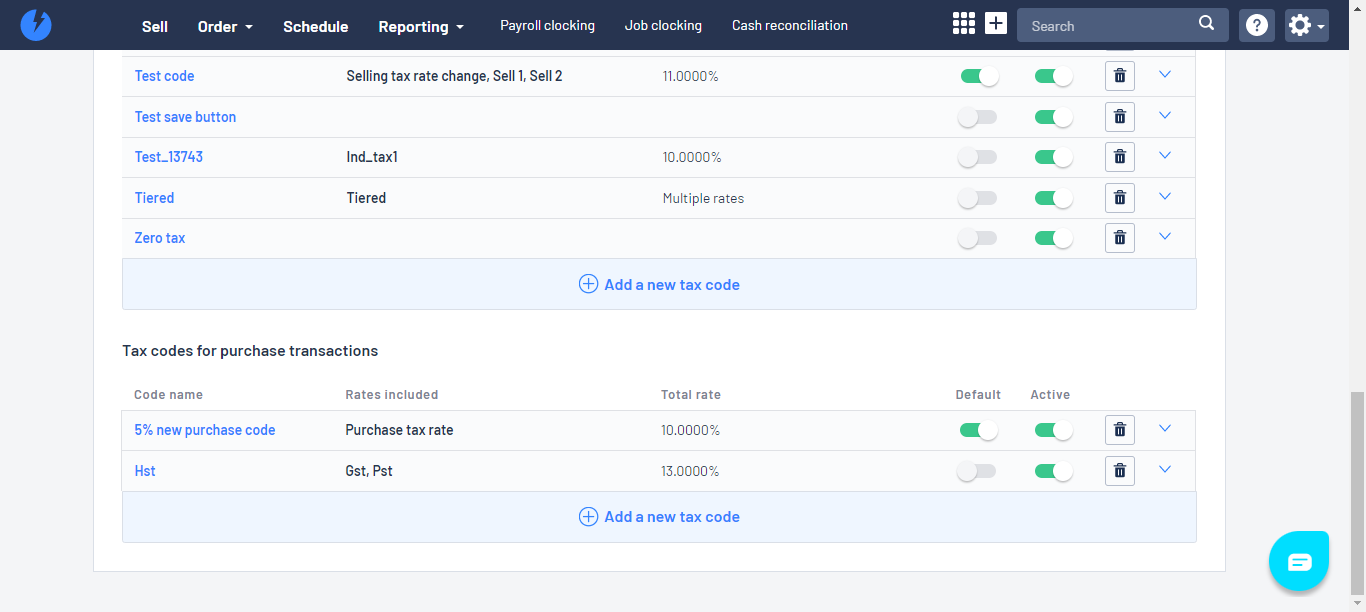 Sell Order Schedule Reporting Payroll clocking Job clocking Cash reconciliation Search
Test code Selling tax rate change, Sell 1, Sell 2 11.0000%
Test save button
Test_13743 Ind_tax1 10.0000%
Tiered Tiered Multiple rates
Zero tax
Add a new tax code
Tax codes for purchase transactions
Code name Rates included Total rate Default Active
5% new purchase code Purchase tax rate 10.0000%
Hst Gst, Pst 13.0000%
Add a new tax code